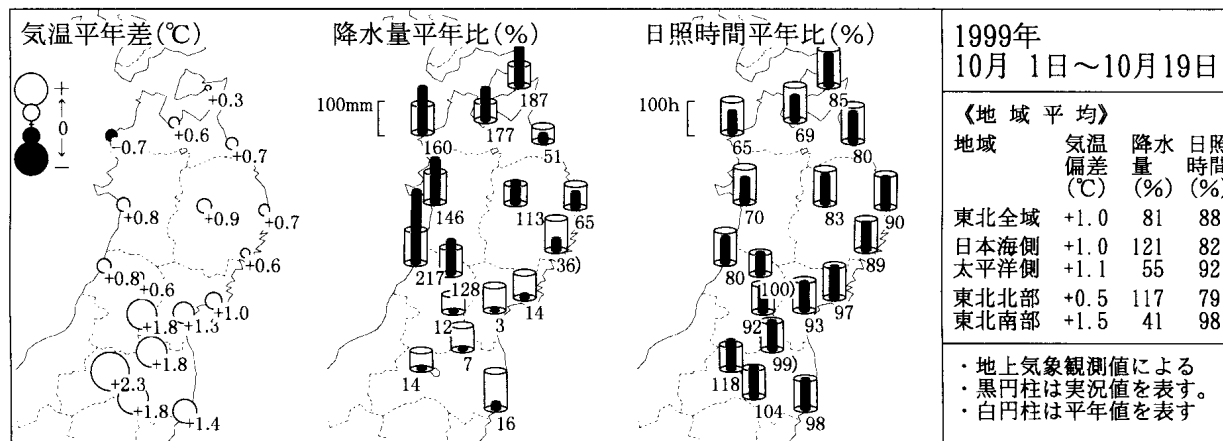 気温平年差(℃)
+
0
−
+0.3
+0.6
-0.7
+0.7
+0.8
+0.9
+0.7
+0.6
+0.8
+0.6
+1.0
+1.8
+1.3
+1.8
+2.3
+1.8
+1.4
降水量平年比(%)
100mm
187
177
160
51
146
113
65
217
36)
128
14
12
3
7
14
16
日照時間平年比(%)
100h
85
69
65
80
70
83
90
80
89
100)
97
92
93
99)
118
104
98
1999年
10月 1日～10月19日
《地域平均》
地域 気温 降水 日照
偏差 量 時間
(℃) (%) (%)
東北全域 +1.0 81 88
日本海側 +1.0 121 82
太平洋側 +1.1 55 92
東北北部 +0.5 117 79
東北南部 +1.5 41 98
・地上気象観測値による
・黒円柱は実況値を表す。
・白円柱は平年値を表す